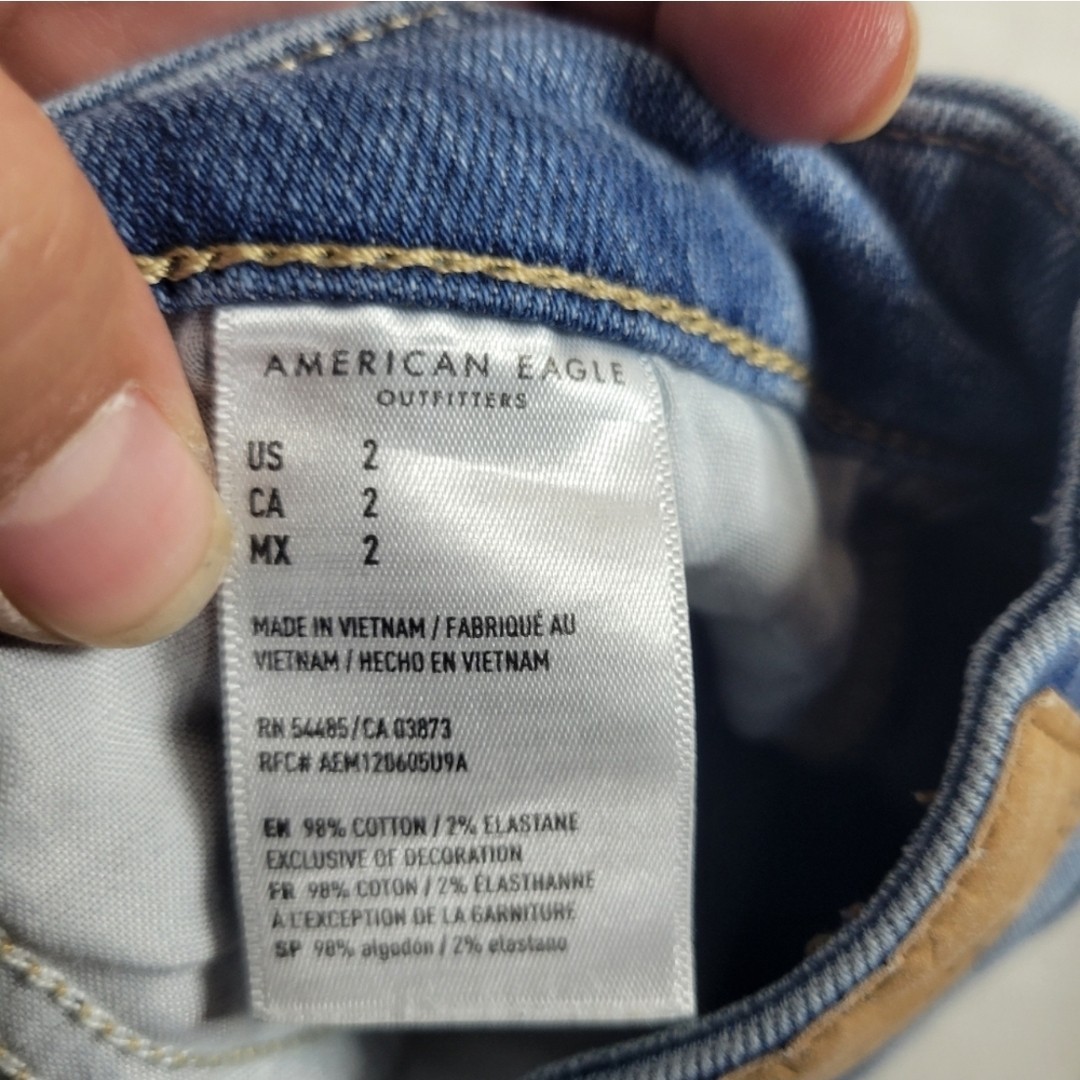 AMERICAN EAGLE
OUTFITTERS
US 2
CA 2
MX 2
MADE IN VIETNAM / FABRIQUÉ AU
VIETNAM / HECHO EN VIETNAM
RN 54485/CA 03873
RFC# AEM120605U9A
EN 98% COTTON / 2% ELASTANE
EXCLUSIVE OF DECORATION
FR 98% COTON / 2% ÉLASTHANNE
À L'EXCEPTION DE LA GARNITURE
SP 98% algodón / 2% elastano